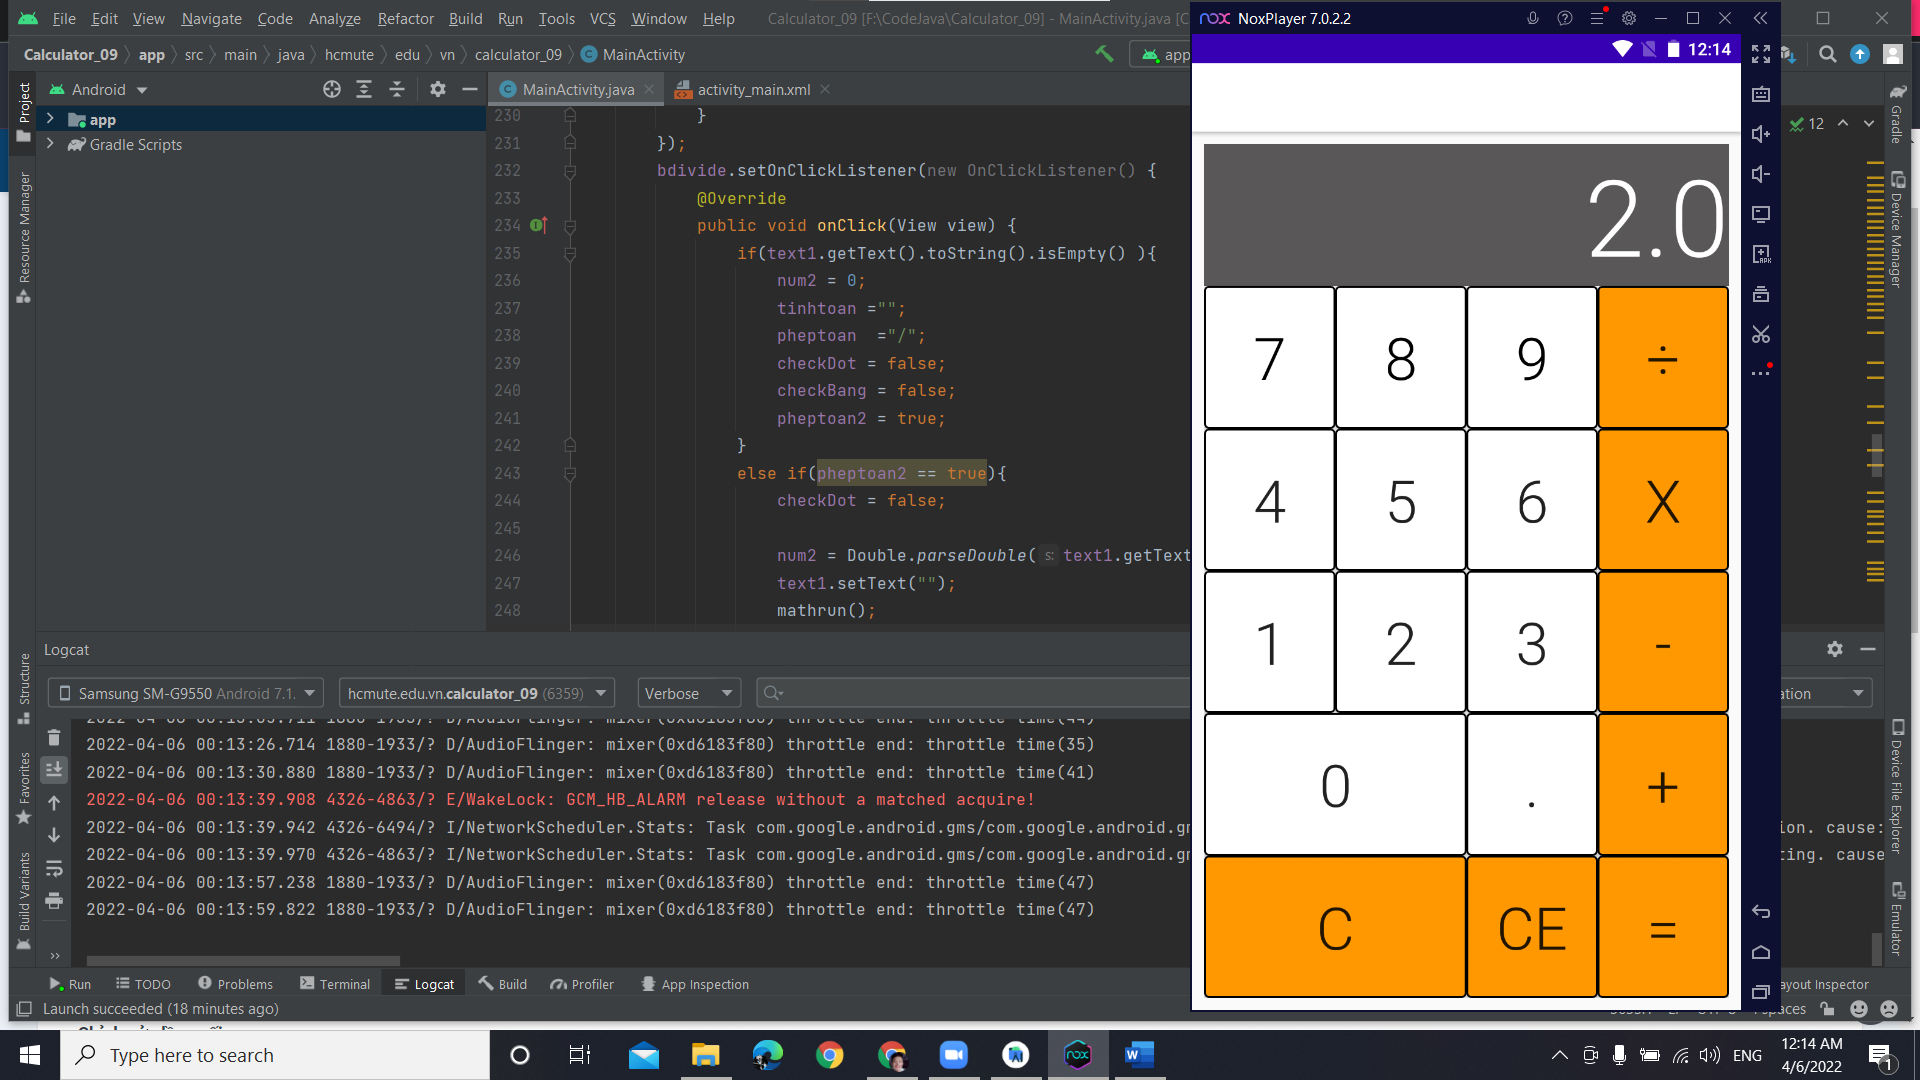 File Edit View Navigate Code Analyze Refactor Build Run Tools VCS Window Help Calculator_09 [F:\CodeJava\Calculator_09] - MainActivity.java [C
Calculator_09 app src main java hcmute edu vn calculator_09 MainActivity app
Android MainActivity.java activity_main.xml
app
Gradle Scripts
Project
Resource Manager
Structure
Favorites
Build Variants
12
230 }
231 });
232 bdivide.setOnClickListener(new OnClickListener() {
233 @Override
234 public void onClick(View view) {
235 if(text1.getText().toString().isEmpty() ){
236 num2 = 0;
237 tinhtoan ="";
238 pheptoan ="/";
239 checkDot = false;
240 checkBang = false;
241 pheptoan2 = true;
242 }
243 else if(pheptoan2 == true){
244 checkDot = false;
245
246 num2 = Double.parseDouble( s: text1.getText
247 text1.setText("");
248 mathrun();
Gradle
Device Manager
Device File Explorer
Emulator
Logcat
Samsung SM-G9550 Android 7.1. hcmute.edu.vn.calculator_09 (6359) Verbose ation
2022-04-06 00:13:26.714 1880-1933/? D/AudioFlinger: mixer(0xd6183f80) throttle end: throttle time(35)
2022-04-06 00:13:30.880 1880-1933/? D/AudioFlinger: mixer(0xd6183f80) throttle end: throttle time(41)
2022-04-06 00:13:39.908 4326-4863/? E/WakeLock: GCM_HB_ALARM release without a matched acquire!
2022-04-06 00:13:39.942 4326-6494/? I/NetworkScheduler.Stats: Task com.google.android.gms/com.google.android.gm ion. cause:
2022-04-06 00:13:39.970 4326-4863/? I/NetworkScheduler.Stats: Task com.google.android.gms/com.google.android.gm ting. cause
2022-04-06 00:13:57.238 1880-1933/? D/AudioFlinger: mixer(0xd6183f80) throttle end: throttle time(47)
2022-04-06 00:13:59.822 1880-1933/? D/AudioFlinger: mixer(0xd6183f80) throttle end: throttle time(47)
Run TODO Problems Terminal Logcat Build Profiler App Inspection ayout Inspector
Launch succeeded (18 minutes ago) spaces
nox NoxPlayer 7.0.2.2
12:14
2.0
7 8 9 ÷
4 5 6 X
1 2 3 -
0 . +
C CE =
Type here to search
ENG
12:14 AM
4/6/2022
1